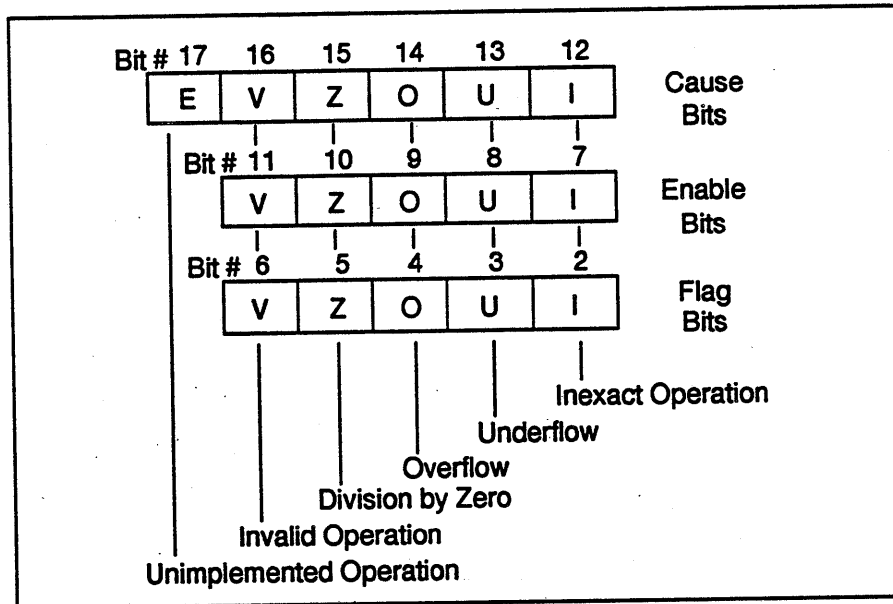 Bit # 17 16 15 14 13 12
E V Z O U I
Cause
Bits
Bit # 11 10 9 8 7
V Z O U I
Enable
Bits
Bit # 6 5 4 3 2
V Z O U I
Flag
Bits
Inexact Operation
Underflow
Overflow
Division by Zero
Invalid Operation
Unimplemented Operation